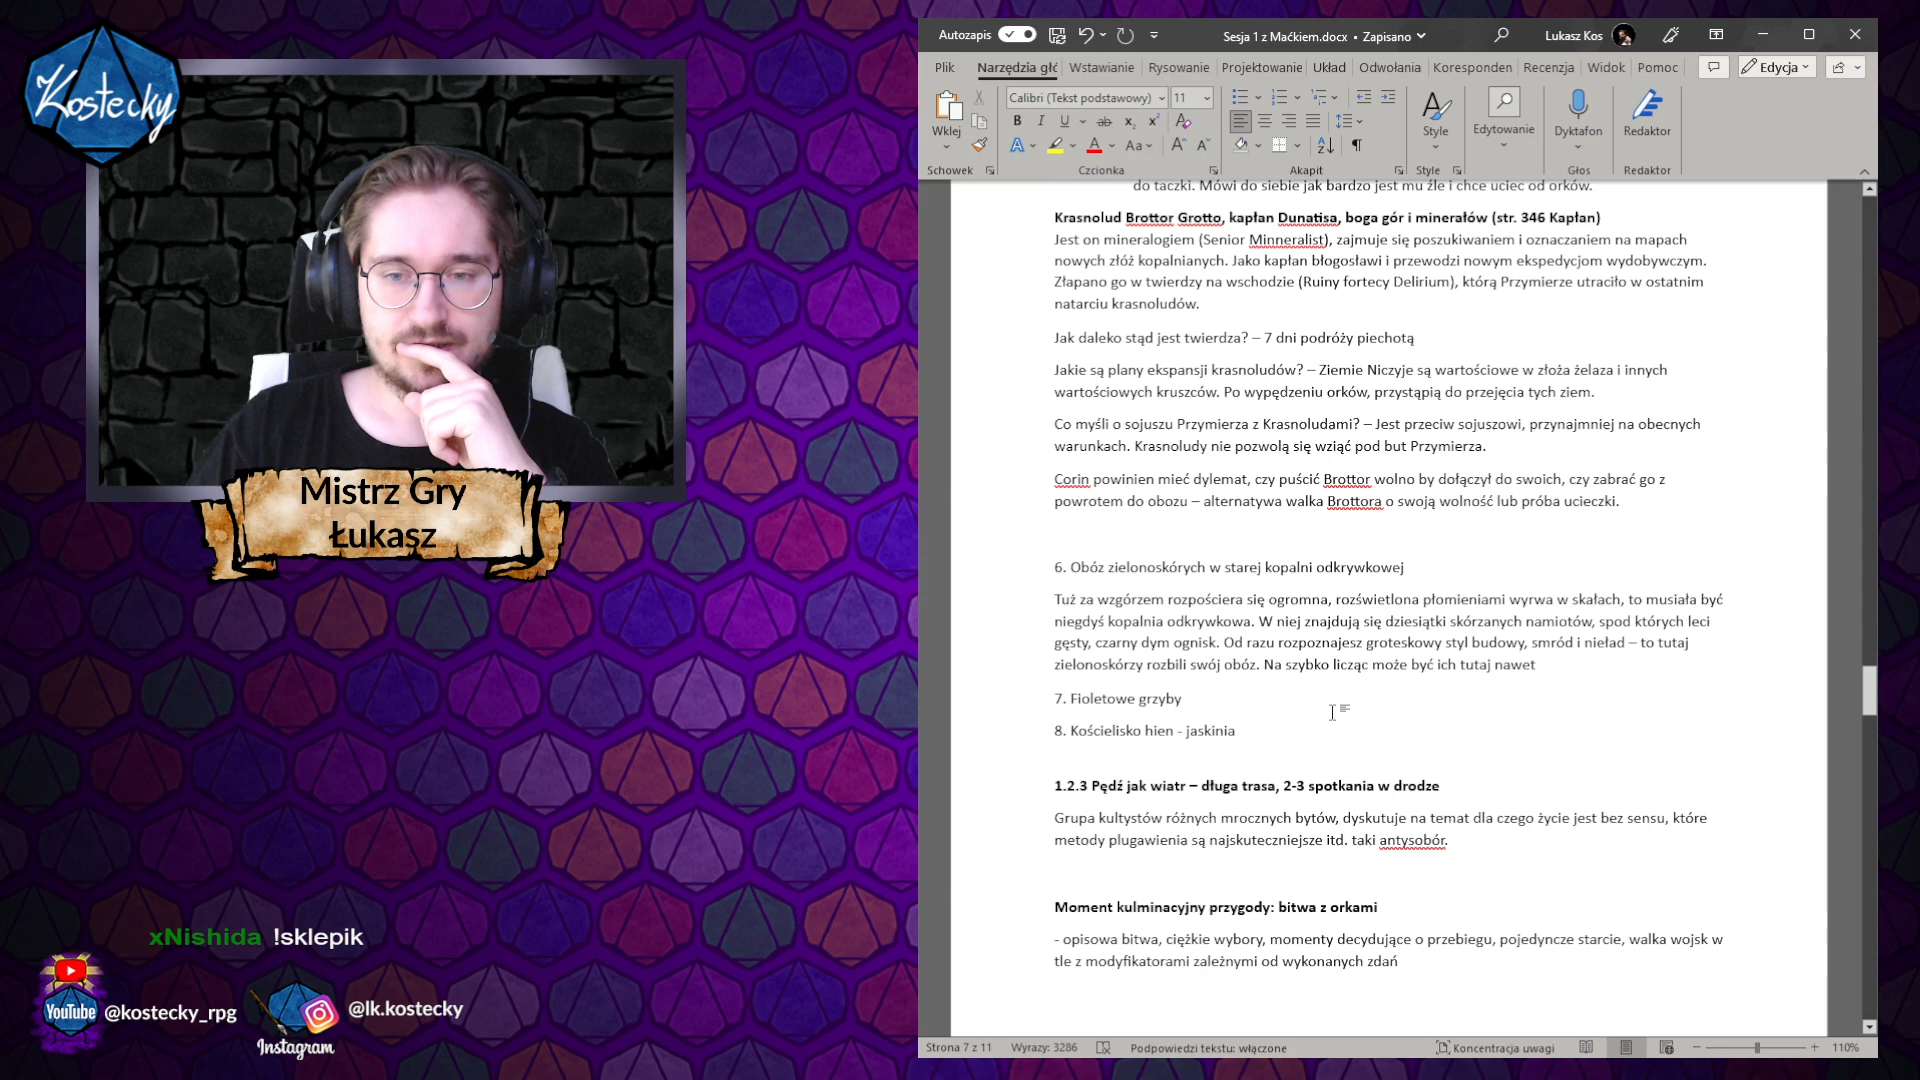 Kostecky
Mistrz Gry
Łukasz
xNishida !sklepik
YouTube @kostecky_rpg
@lk.kostecky
Instagram
Autozapis
Sesja 1 z Maćkiem.docx • Zapisano
Lukasz Kos
Plik Narzędzia głó Wstawianie Rysowanie Projektowanie Układ Odwołania Koresponden Recenzja Widok Pomoc Edycja
Wklej
Calibri (Tekst podstawowy) 11
Style Edytowanie Dyktafon Redaktor
Schowek Czcionka Akapit Style Głos Redaktor
do taczki. Mówi do siebie jak bardzo jest mu źle i chce uciec od orków.
Krasnolud Brottor Grotto, kapłan Dunatisa, boga gór i minerałów (str. 346 Kapłan)
Jest on mineralogiem (Senior Minneralist), zajmuje się poszukiwaniem i oznaczaniem na mapach
nowych złóż kopalnianych. Jako kapłan błogosławi i przewodzi nowym ekspedycjom wydobywczym.
Złapano go w twierdzy na wschodzie (Ruiny fortecy Delirium), którą Przymierze utraciło w ostatnim
natarciu krasnoludów.
Jak daleko stąd jest twierdza? – 7 dni podróży piechotą
Jakie są plany ekspansji krasnoludów? – Ziemie Niczyje są wartościowe w złoża żelaza i innych
wartościowych kruszców. Po wypędzeniu orków, przystąpią do przejęcia tych ziem.
Co myśli o sojuszu Przymierza z Krasnoludami? – Jest przeciw sojuszowi, przynajmniej na obecnych
warunkach. Krasnoludy nie pozwolą się wziąć pod but Przymierza.
Corin powinien mieć dylemat, czy puścić Brottor wolno by dołączył do swoich, czy zabrać go z
powrotem do obozu – alternatywa walka Brottora o swoją wolność lub próba ucieczki.
6. Obóz zielonoskórych w starej kopalni odkrywkowej
Tuż za wzgórzem rozpościera się ogromna, rozświetlona płomieniami wyrwa w skałach, to musiała być
niegdyś kopalnia odkrywkowa. W niej znajdują się dziesiątki skórzanych namiotów, spod których leci
gęsty, czarny dym ognisk. Od razu rozpoznajesz groteskowy styl budowy, smród i nieład – to tutaj
zielonoskórzy rozbili swój obóz. Na szybko licząc może być ich tutaj nawet
7. Fioletowe grzyby
8. Kościelisko hien - jaskinia
1.2.3 Pędź jak wiatr – długa trasa, 2-3 spotkania w drodze
Grupa kultystów różnych mrocznych bytów, dyskutuje na temat dla czego życie jest bez sensu, które
metody plugawienia są najskuteczniejsze itd. taki antysobór.
Moment kulminacyjny przygody: bitwa z orkami
- opisowa bitwa, ciężkie wybory, momenty decydujące o przebiegu, pojedyncze starcie, walka wojsk w
tle z modyfikatorami zależnymi od wykonanych zdań
Strona 7 z 11 Wyrazy: 3286 Podpowiedzi tekstu: włączone Koncentracja uwagi 110%